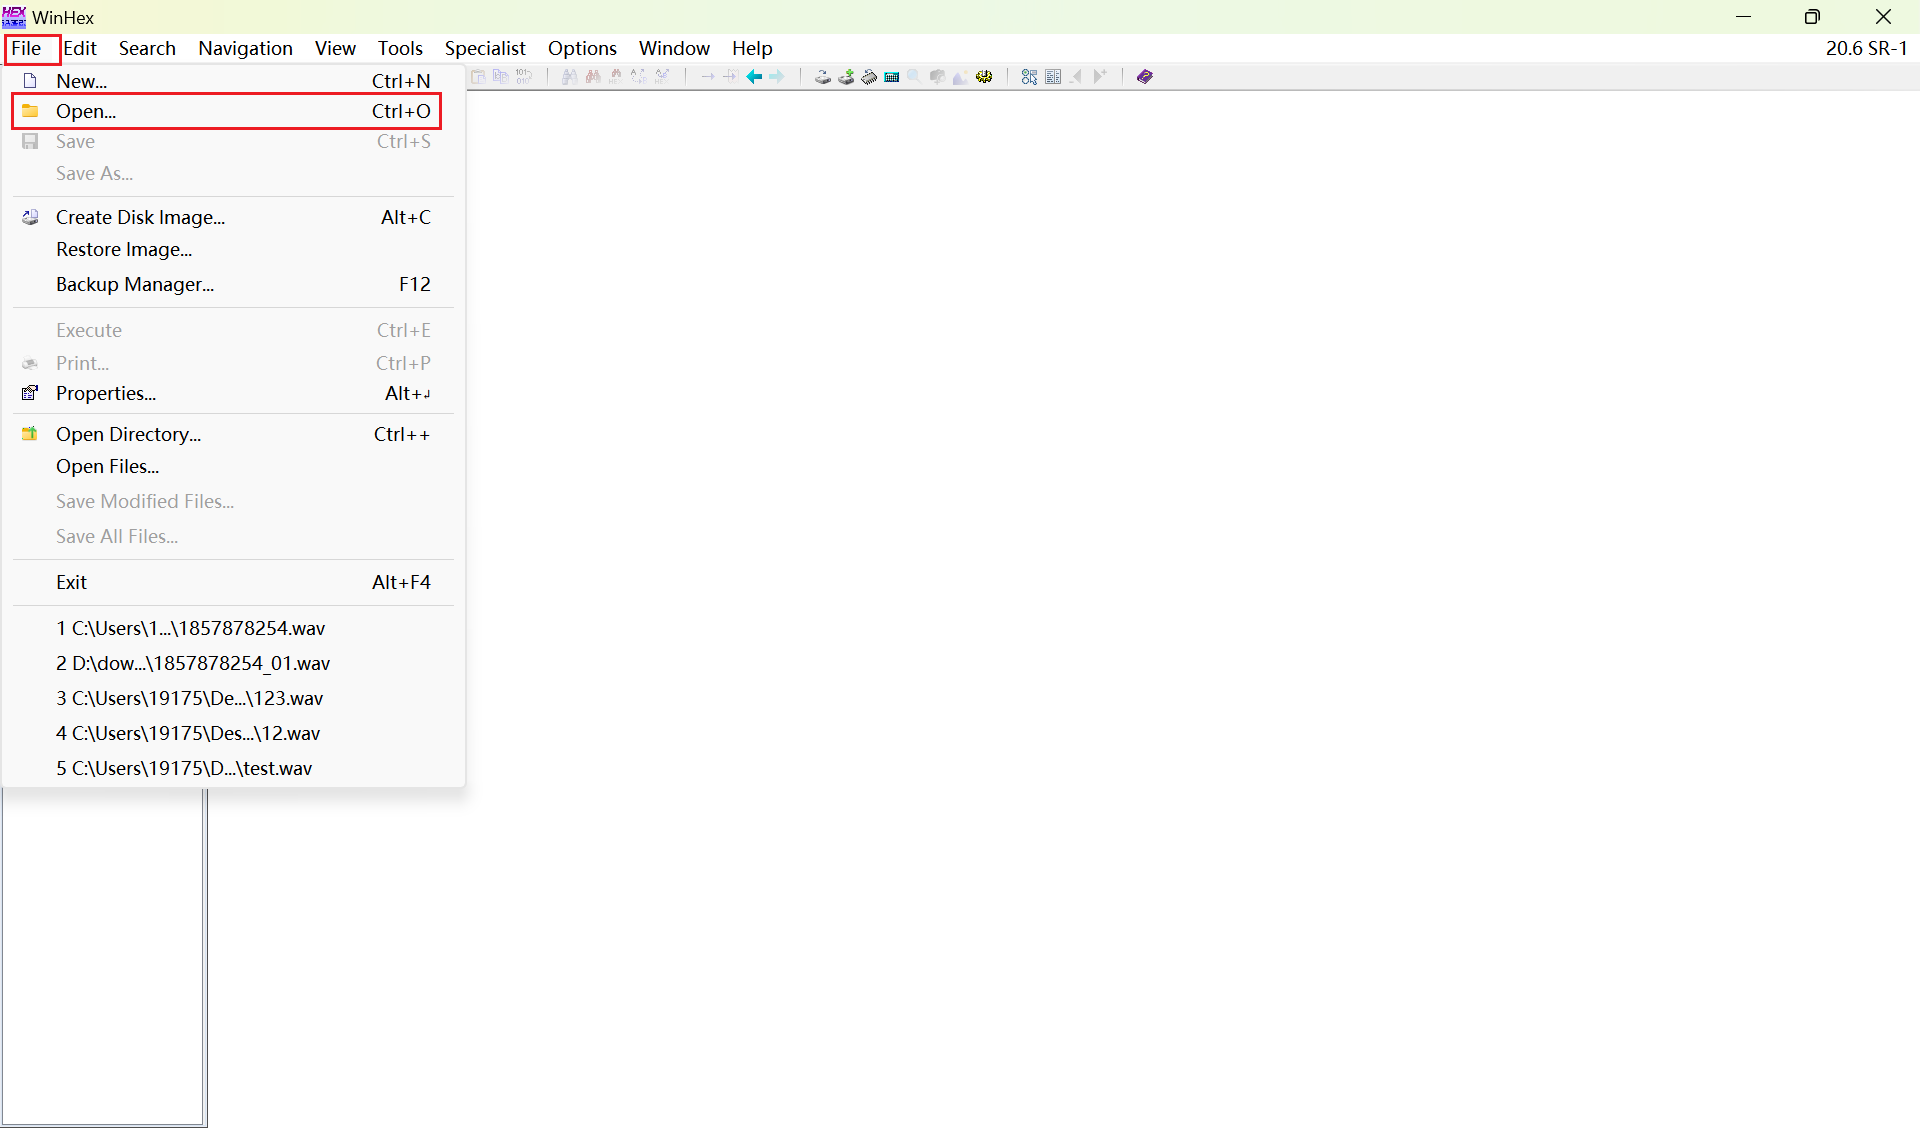 WinHex
File Edit Search Navigation View Tools Specialist Options Window Help 20.6 SR-1
New... Ctrl+N
Open... Ctrl+O
Save Ctrl+S
Save As...
Create Disk Image... Alt+C
Restore Image...
Backup Manager... F12
Execute Ctrl+E
Print... Ctrl+P
Properties... Alt+↲
Open Directory... Ctrl++
Open Files...
Save Modified Files...
Save All Files...
Exit Alt+F4
1 C:\Users\1...\1857878254.wav
2 D:\dow...\1857878254_01.wav
3 C:\Users\19175\De...\123.wav
4 C:\Users\19175\Des...\12.wav
5 C:\Users\19175\D...\test.wav